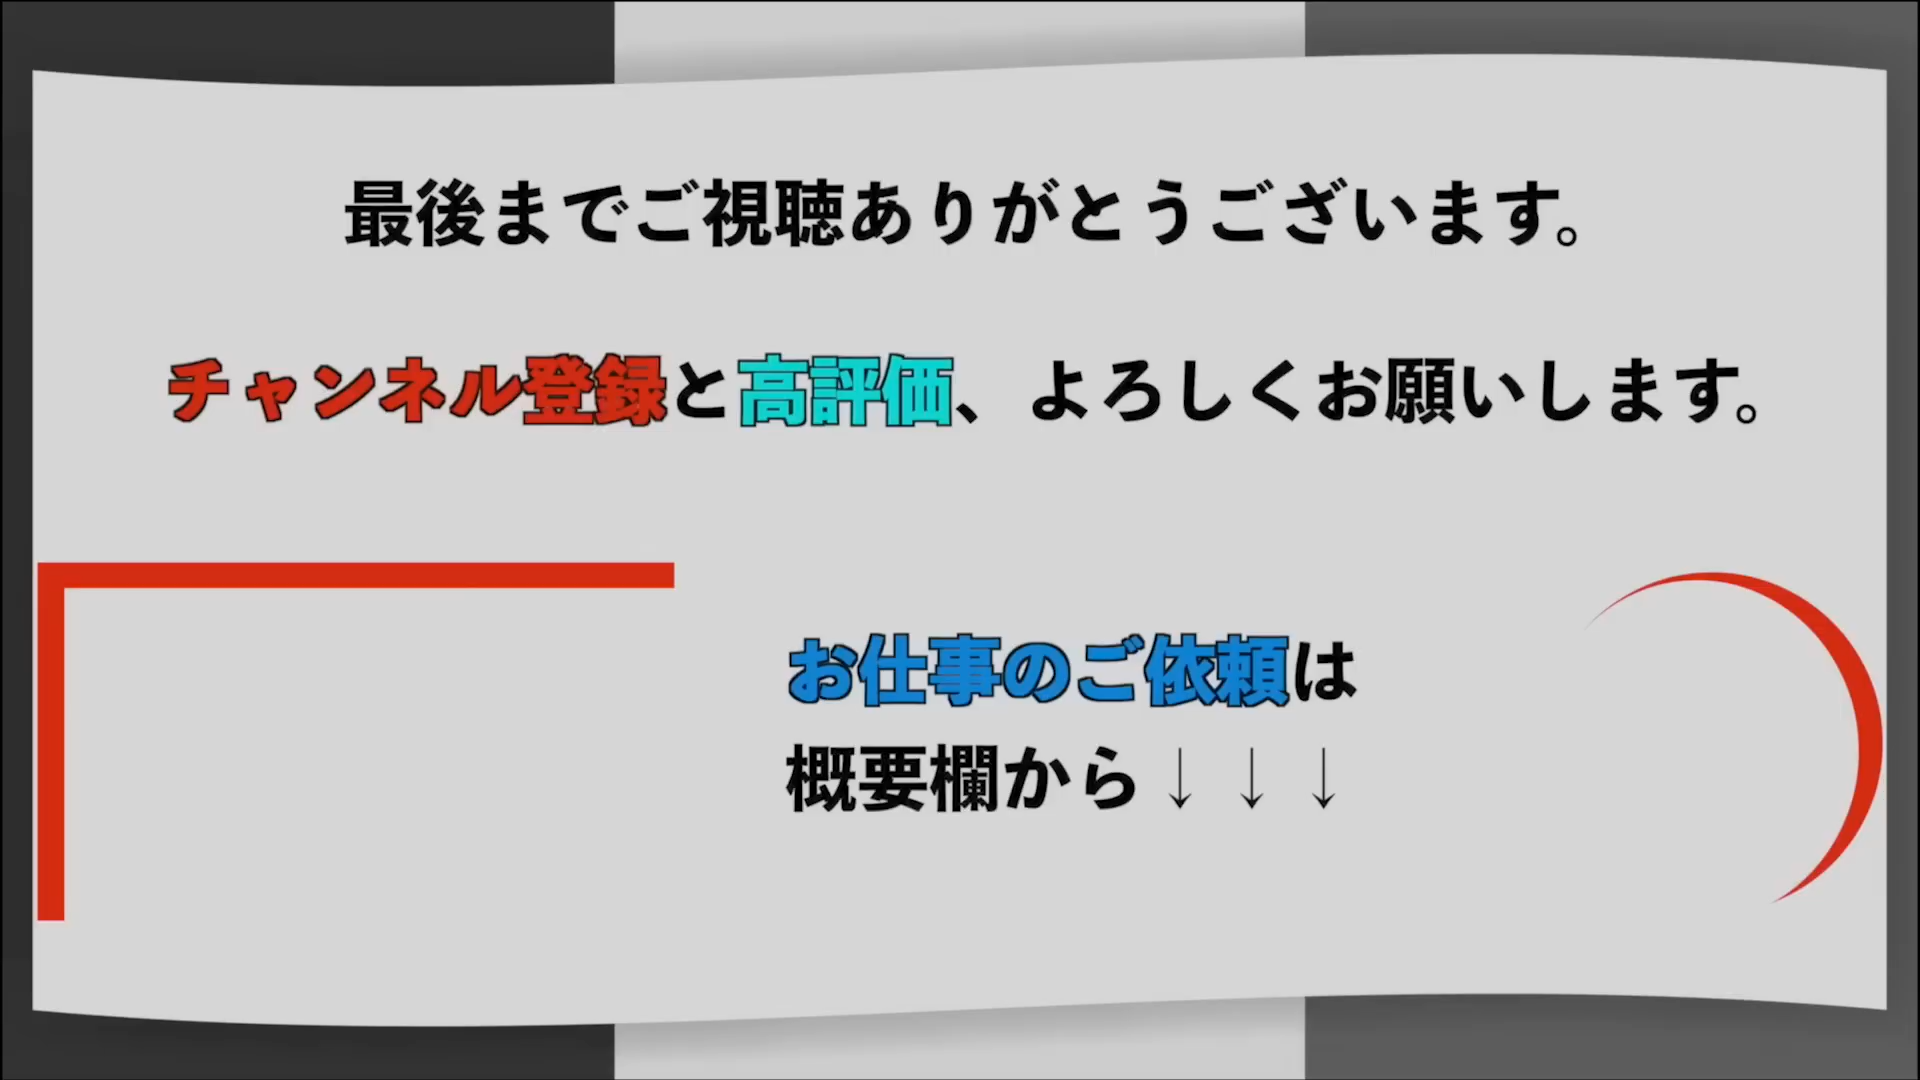 最後までご視聴ありがとうございます。
チャンネル登録と高評価、よろしくお願いします。
お仕事のご依頼は
概要欄から↓↓↓